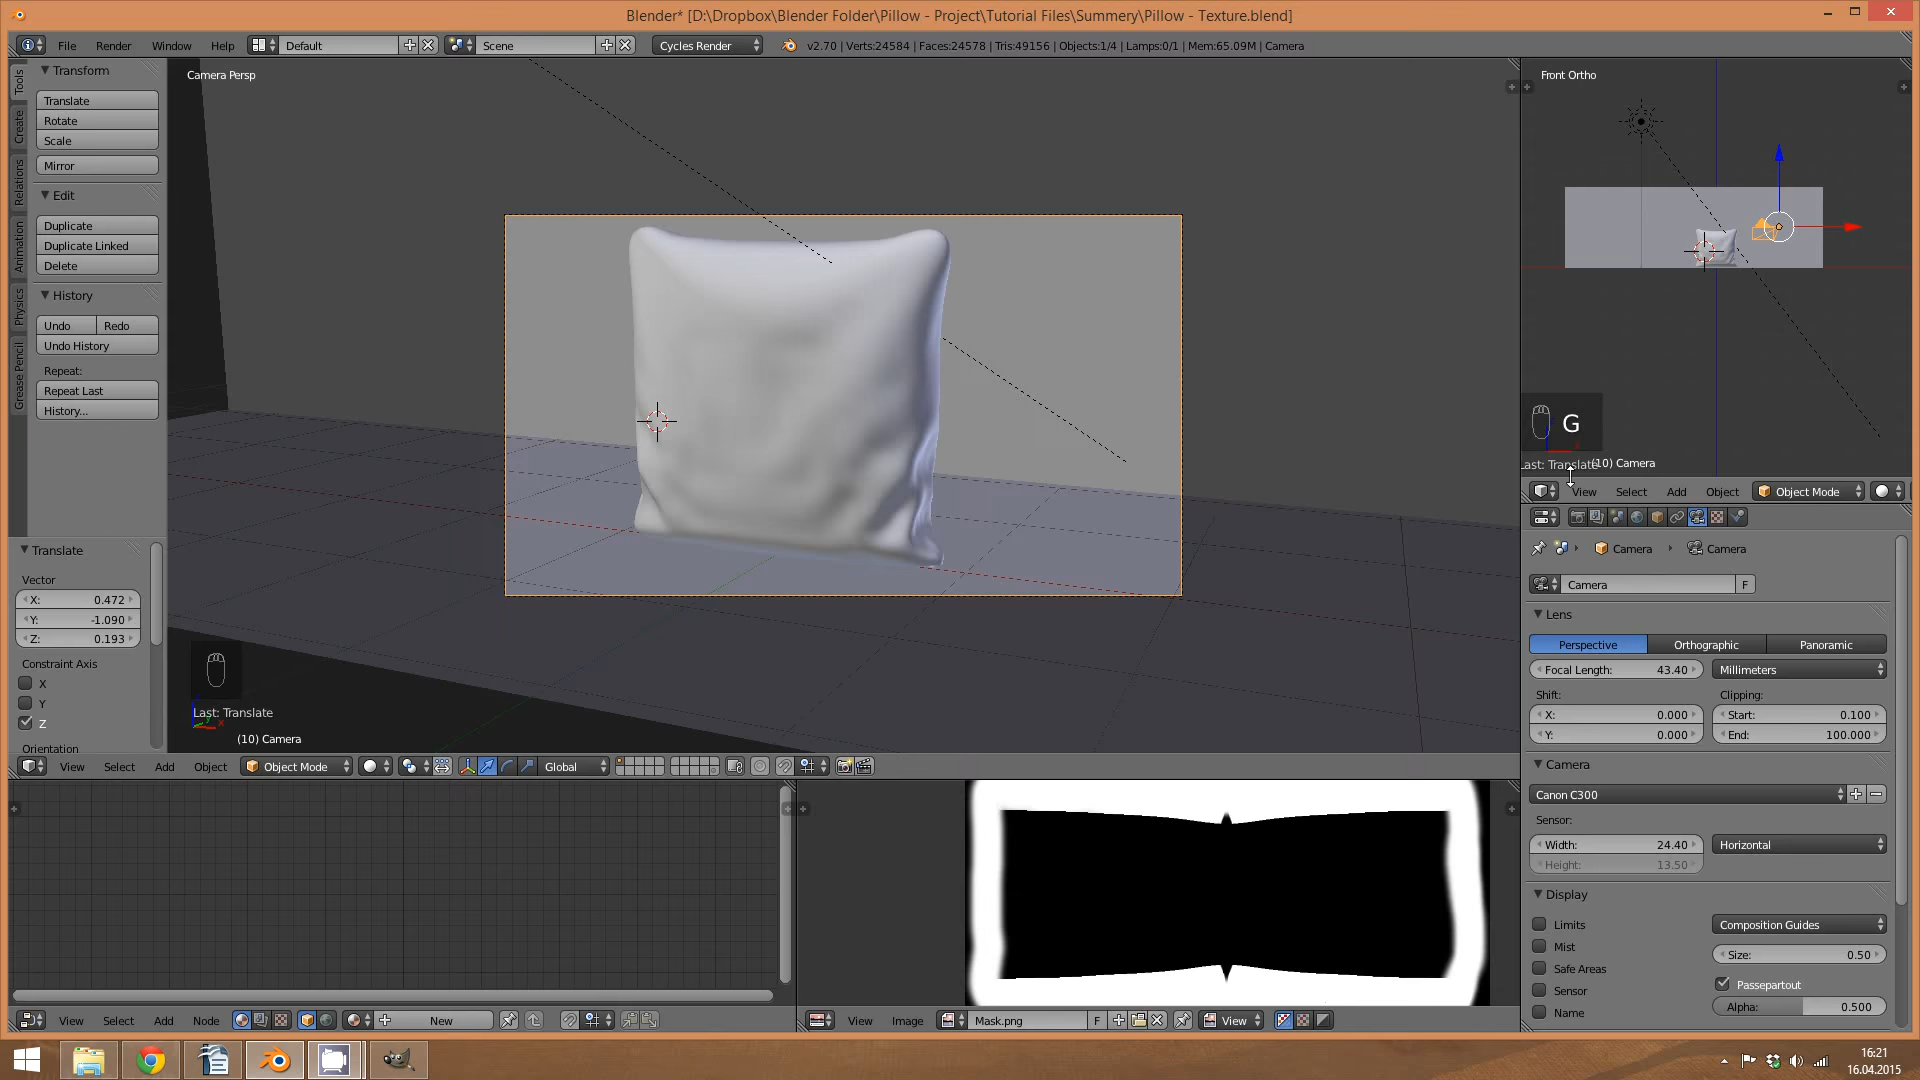 Blender* [D:\Dropbox\Blender Folder\Pillow - Project\Tutorial Files\Summery\Pillow - Texture.blend]
File Render Window Help Default Scene Cycles Render v2.70 | Verts:24584 | Faces:24578 | Tris:49156 | Objects:1/4 | Lamps:0/1 | Mem:65.09M | Camera
Tools
Create
Relations
Animation
Physics
Grease Pencil
Transform
Translate
Rotate
Scale
Mirror
Edit
Duplicate
Duplicate Linked
Delete
History
Undo Redo
Undo History
Repeat:
Repeat Last
History...
Translate
Vector
X: 0.472
Y: -1.090
Z: 0.193
Constraint Axis
X
Y
Z
Orientation
Camera Persp
Last: Translate
(10) Camera
View Select Add Object Object Mode Global
Front Ortho
G
Last: Translate (10) Camera
View Select Add Object Object Mode
Camera Camera
Camera F
Lens
Perspective Orthographic Panoramic
Focal Length: 43.40 Millimeters
Shift: Clipping:
X: 0.000 Start: 0.100
Y: 0.000 End: 100.000
Camera
Canon C300
Sensor:
Width: 24.40 Horizontal
Height: 13.50
Display
Limits Composition Guides
Mist Size: 0.50
Safe Areas
Sensor Passepartout
Name Alpha: 0.500
View Select Add Node New
View Image Mask.png F View
16:21
16.04.2015